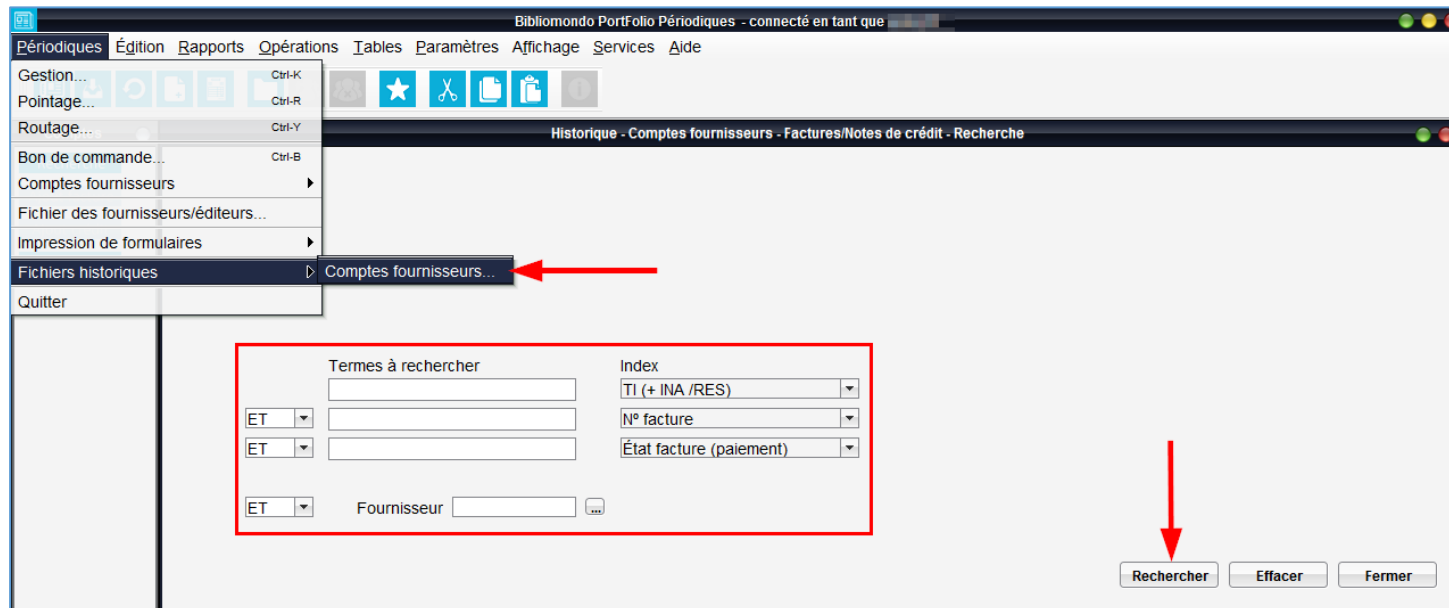 Bibliomondo PortFolio Périodiques - connecté en tant que
Périodiques Édition Rapports Opérations Tables Paramètres Affichage Services Aide
Gestion... Ctrl-K
Pointage... Ctrl-R
Routage... Ctrl-Y
Historique - Comptes fournisseurs - Factures/Notes de crédit - Recherche
Bon de commande... Ctrl-B
Comptes fournisseurs
Fichier des fournisseurs/éditeurs...
Impression de formulaires
Fichiers historiques Comptes fournisseurs...
Quitter
Termes à rechercher Index
TI (+ INA /RES)
ET Nº facture
ET État facture (paiement)
ET Fournisseur ...
Rechercher Effacer Fermer